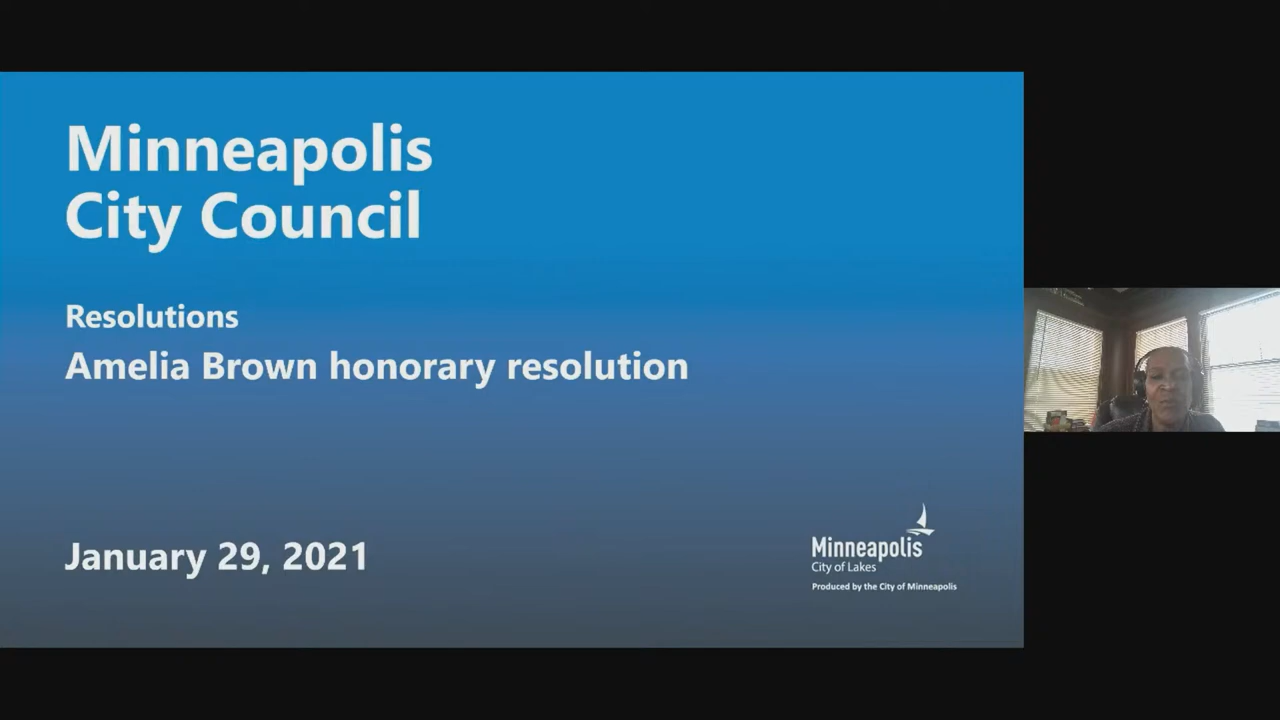 Minneapolis
City Council
Resolutions
Amelia Brown honorary resolution
January 29, 2021
Minneapolis
City of Lakes
Produced by the City of Minneapolis